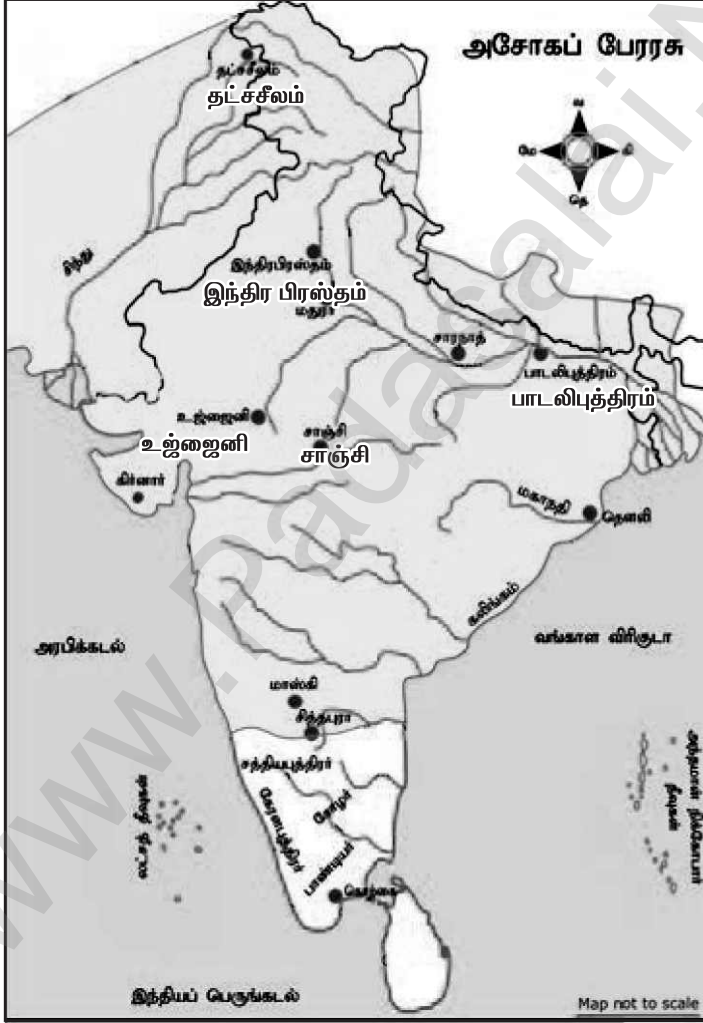 அசோகப் பேரரசு
தட்சசீலம்
தட்சசீலம்
வ
மே
கி
தெ
சிந்து
இந்திரபிரஸ்தம்
இந்திர பிரஸ்தம்
மதுரா
சாரநாத்
பாடலிபுத்திரம்
பாடலிபுத்திரம்
உஜ்ஜைனி
உஜ்ஜைனி
சாஞ்சி
சாஞ்சி
கிர்னார்
மகாநதி
தௌலி
கலிங்கம்
அரபிக்கடல்
வங்காள விரிகுடா
மாஸ்கி
சித்தபுரா
சத்தியபுத்திரர்
கேரளபுத்திரர்
சோழர்
பாண்டியர்
கொற்கை
லட்சத் தீவுகள்
அந்தமான் நிகோபார்
தீவுகள்
இந்தியப் பெருங்கடல்
Map not to scale
www.Padasalai.N